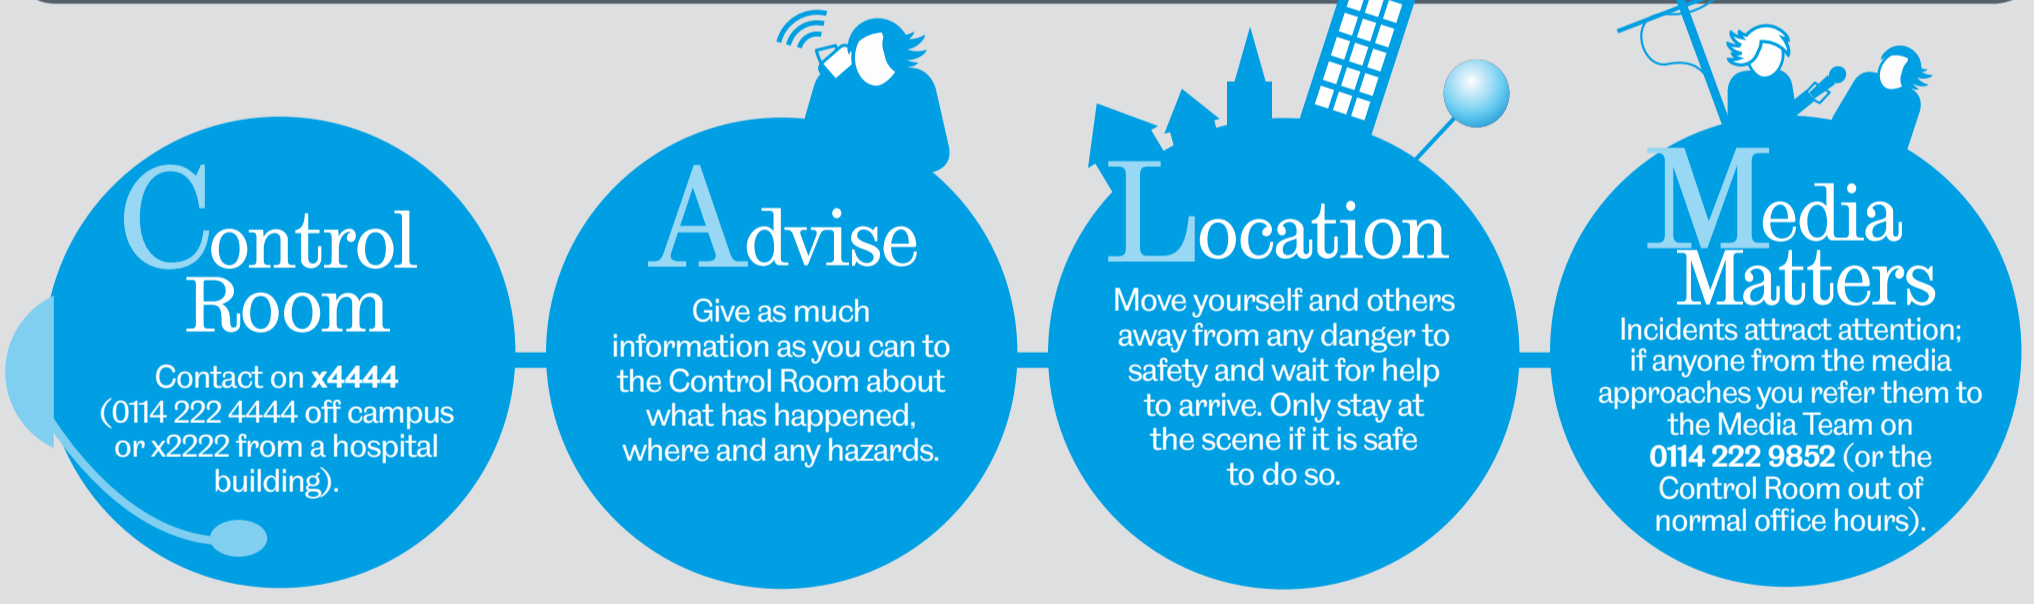 Control
Room
Contact on x4444
(0114 222 4444 off campus
or x2222 from a hospital
building).
Advise
Give as much
information as you can to
the Control Room about
what has happened,
where and any hazards.
Location
Move yourself and others
away from any danger to
safety and wait for help
to arrive. Only stay at
the scene if it is safe
to do so.
Media
Matters
Incidents attract attention;
if anyone from the media
approaches you refer them to
the Media Team on
0114 222 9852 (or the
Control Room out of
normal office hours).